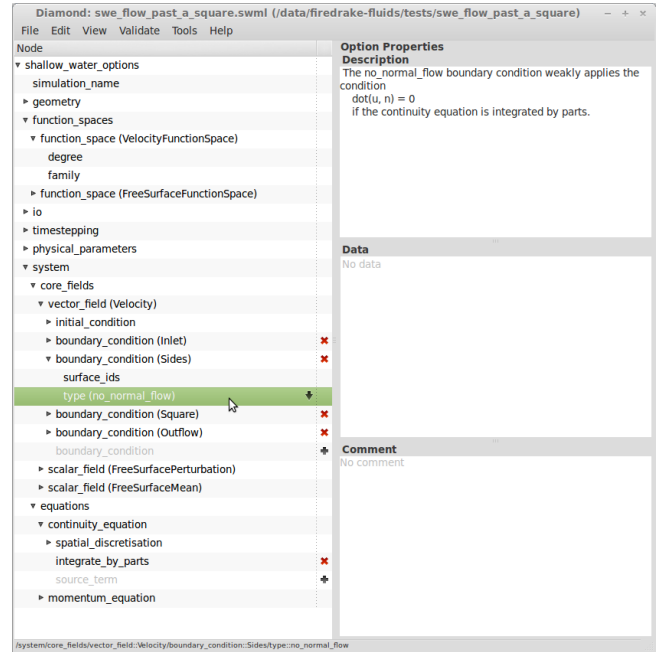 Diamond: swe_flow_past_a_square.swml (/data/firedrake-fluids/tests/swe_flow_past_a_square)
File Edit View Validate Tools Help
Node
shallow_water_options
simulation_name
geometry
function_spaces
function_space (VelocityFunctionSpace)
degree
family
function_space (FreeSurfaceFunctionSpace)
io
timestepping
physical_parameters
system
core_fields
vector_field (Velocity)
initial_condition
boundary_condition (Inlet)
boundary_condition (Sides)
surface_ids
type (no_normal_flow)
boundary_condition (Square)
boundary_condition (Outflow)
boundary_condition
scalar_field (FreeSurfacePerturbation)
scalar_field (FreeSurfaceMean)
equations
continuity_equation
spatial_discretisation
integrate_by_parts
source_term
momentum_equation
Option Properties
Description
The no_normal_flow boundary condition weakly applies the
condition
dot(u, n) = 0
if the continuity equation is integrated by parts.
Data
No data
Comment
No comment
/system/core_fields/vector_field::Velocity/boundary_condition::Sides/type::no_normal_flow